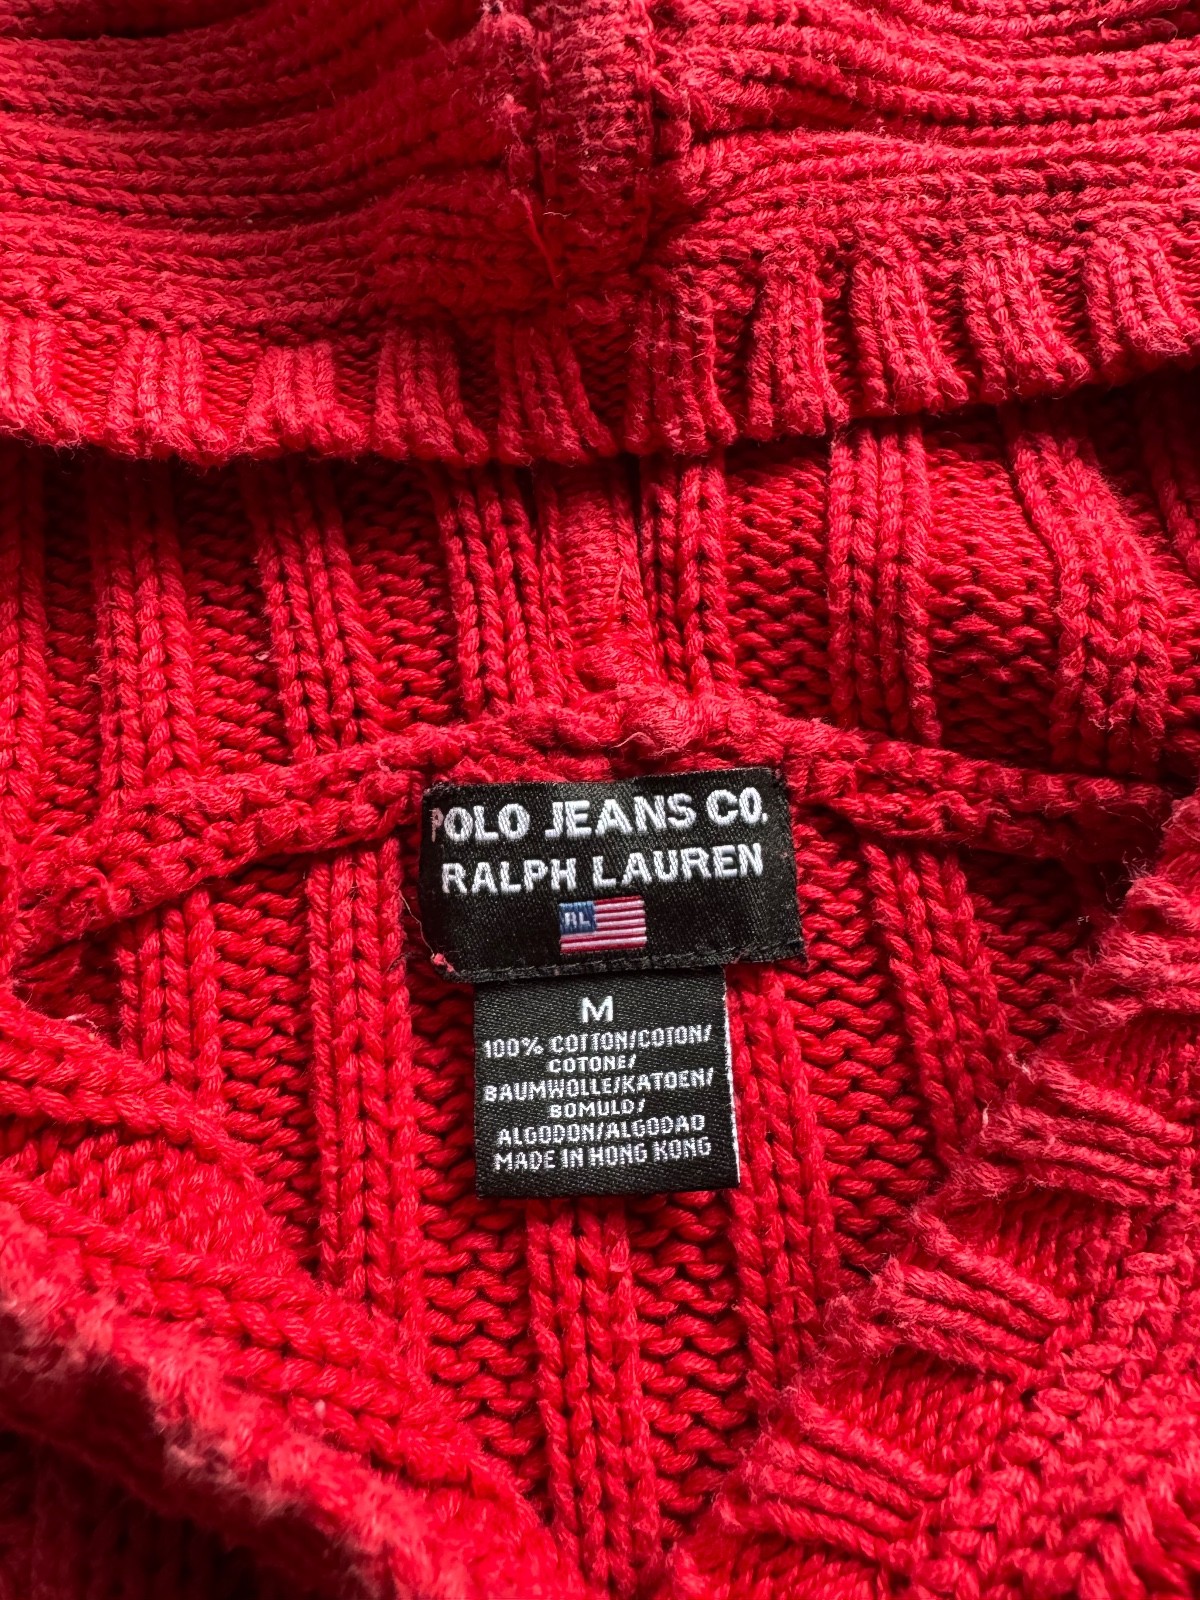 POLO JEANS CO.
RALPH LAUREN
RL
M
100% COTTON/COTON/
COTONE/
BAUMWOLLE/KATOEN/
BOMULD/
ALGODON/ALGODAO
MADE IN HONG KONG